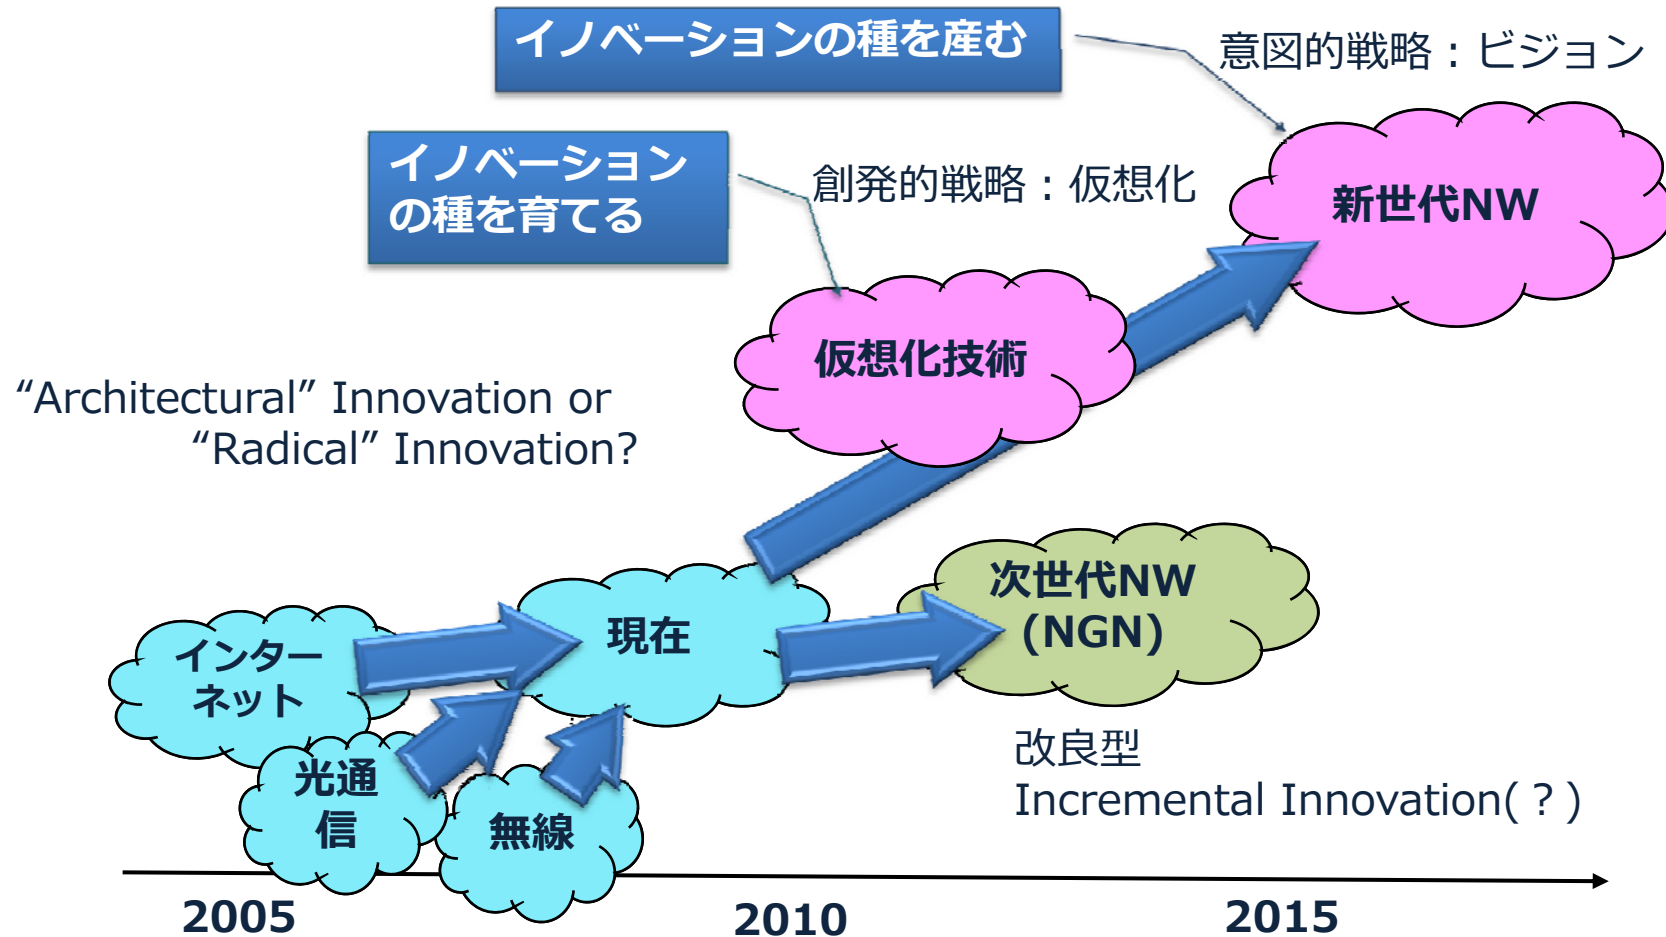 イノベーションの種を産む
意図的戦略：ビジョン
イノベーション
の種を育てる
創発的戦略：仮想化
新世代NW
仮想化技術
“Architectural” Innovation or
“Radical” Innovation?
次世代NW
(NGN)
現在
インター
ネット
光通
信
無線
改良型
Incremental Innovation(？)
2005
2010
2015